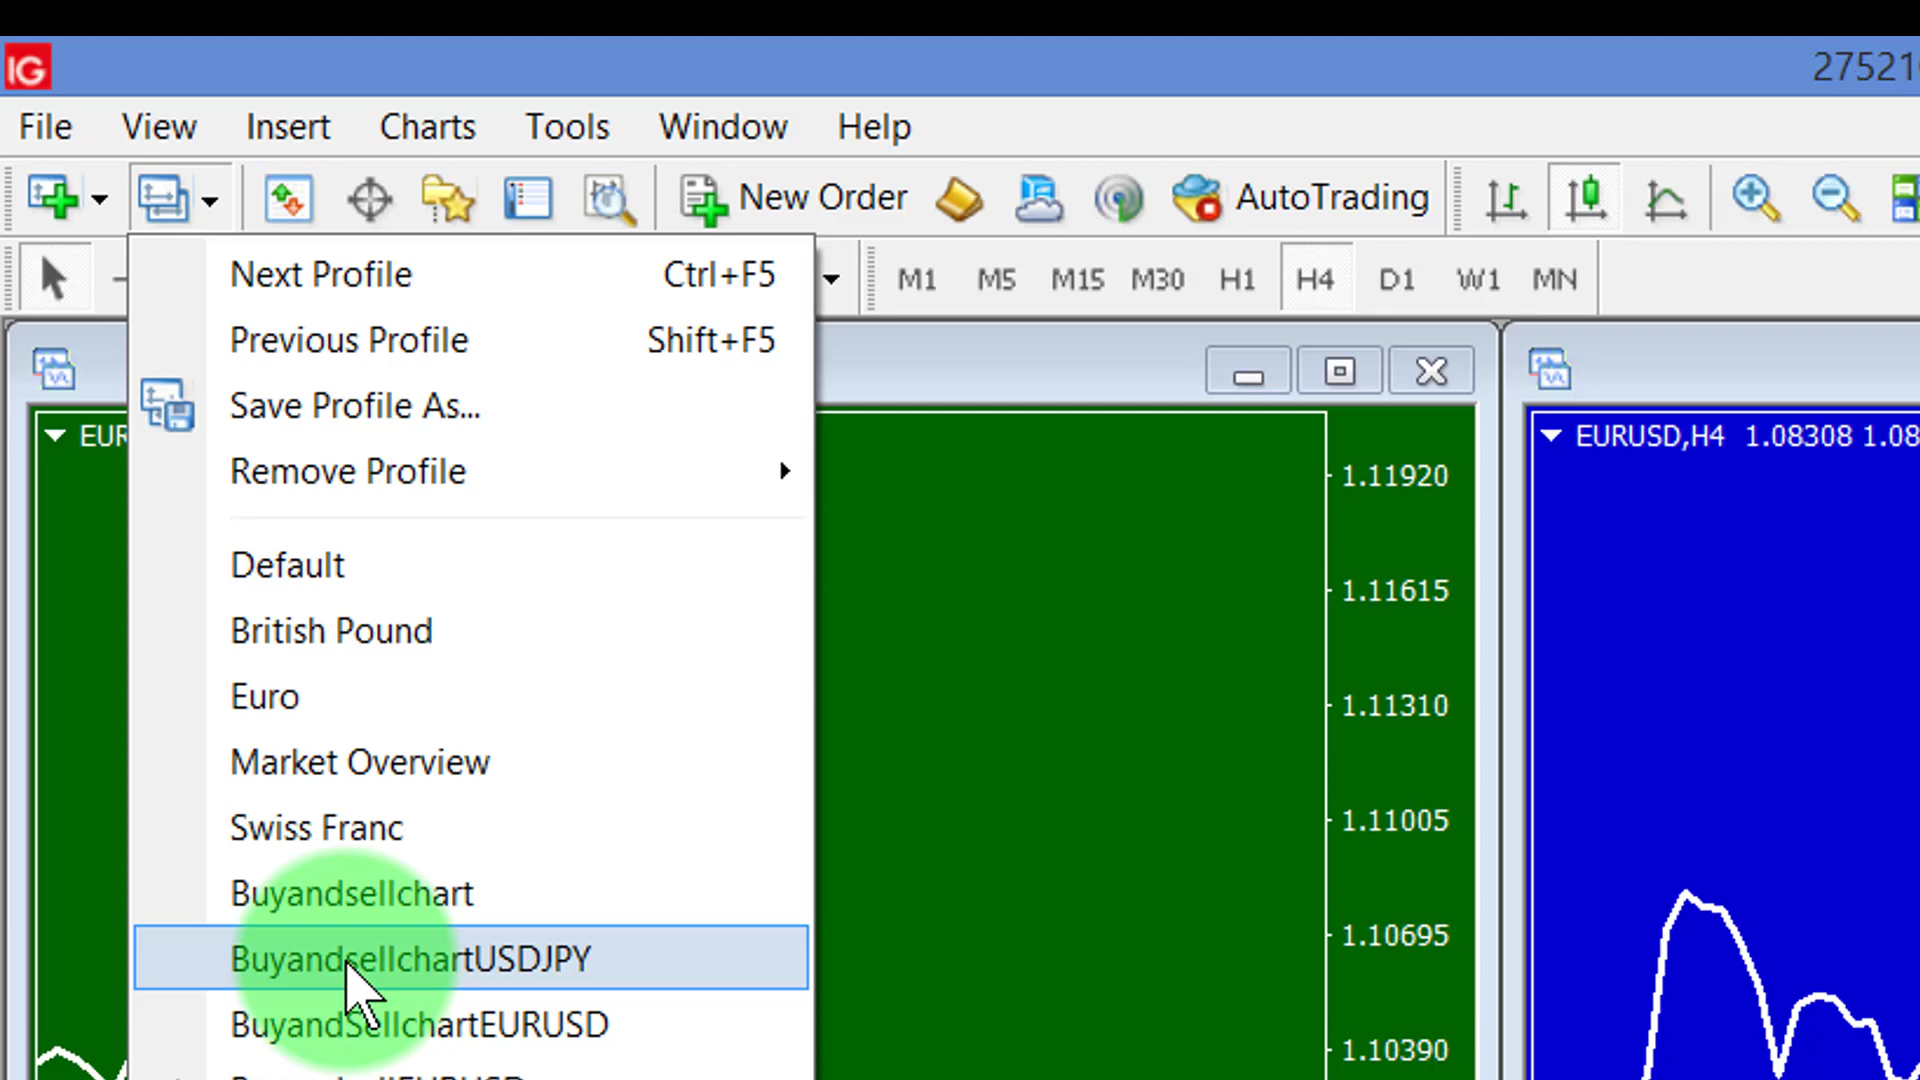 IG
27521
File View Insert Charts Tools Window Help
New Order AutoTrading
M1 M5 M15 M30 H1 H4 D1 W1 MN
Next Profile Ctrl+F5
Previous Profile Shift+F5
Save Profile As...
Remove Profile
Default
British Pound
Euro
Market Overview
Swiss Franc
Buyandsellchart
BuyandsellchartUSDJPY
BuyandSellchartEURUSD
EUR
1.11920
1.11615
1.11310
1.11005
1.10695
1.10390
EURUSD,H4 1.08308 1.08